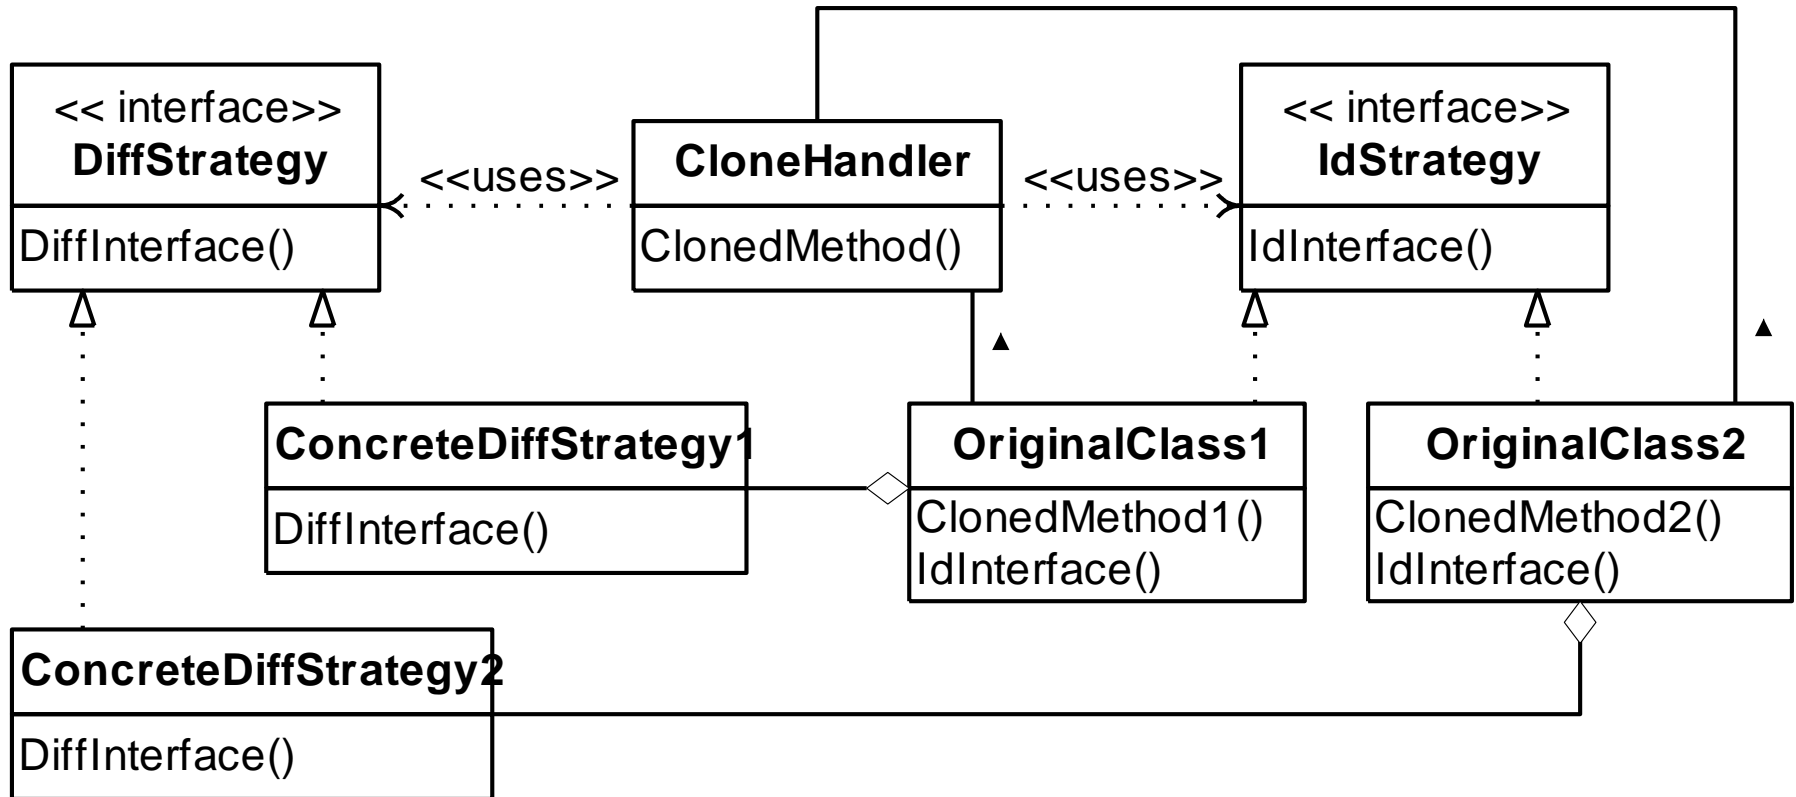 << interface>>
DiffStrategy
DiffInterface()
<<uses>>
CloneHandler
ClonedMethod()
<<uses>>
<< interface>>
IdStrategy
IdInterface()
ConcreteDiffStrategy1
DiffInterface()
OriginalClass1
ClonedMethod1()
IdInterface()
OriginalClass2
ClonedMethod2()
IdInterface()
ConcreteDiffStrategy2
DiffInterface()